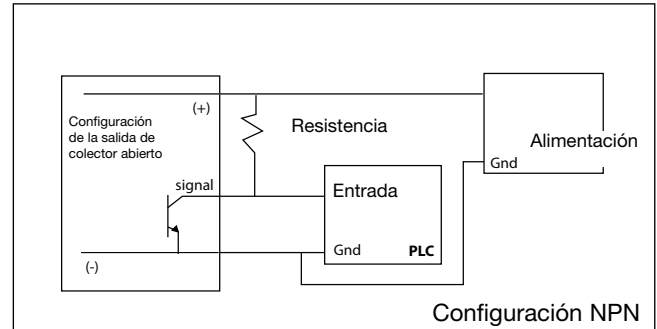 Configuración
de la salida de
colector abierto
(+)
signal
(-)
Resistencia
Entrada
Gnd
PLC
Alimentación
Gnd
Configuración NPN